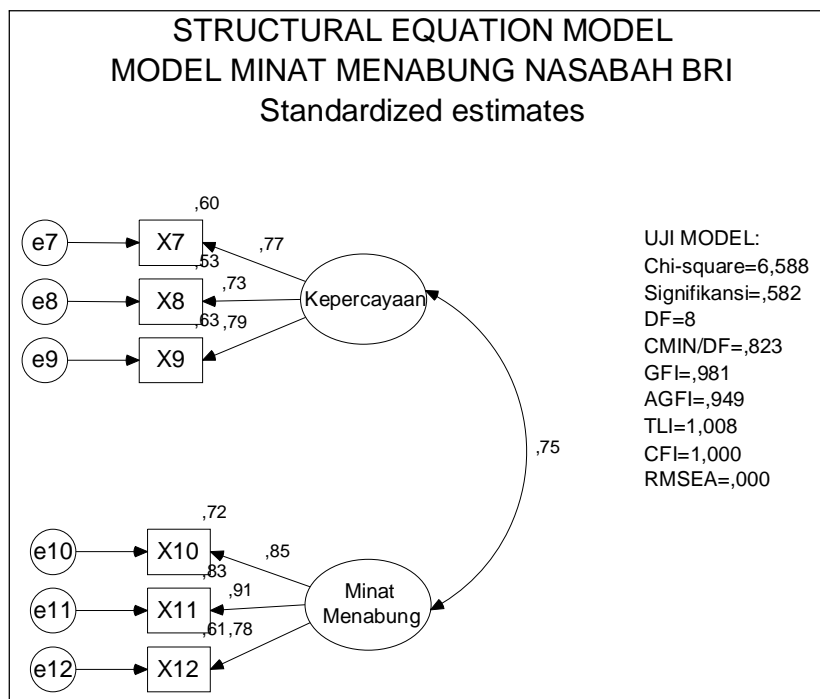 STRUCTURAL EQUATION MODEL
MODEL MINAT MENABUNG NASABAH BRI
Standardized estimates
,60
e7
X7
,77
,53
e8
X8
,73
Kepercayaan
,63
,79
e9
X9
UJI MODEL:
Chi-square=6,588
Signifikansi=,582
DF=8
CMIN/DF=,823
GFI=,981
AGFI=,949
TLI=1,008
CFI=1,000
RMSEA=,000
,75
,72
e10
X10
,85
,83
e11
X11
,91
Minat
Menabung
,61
,78
e12
X12